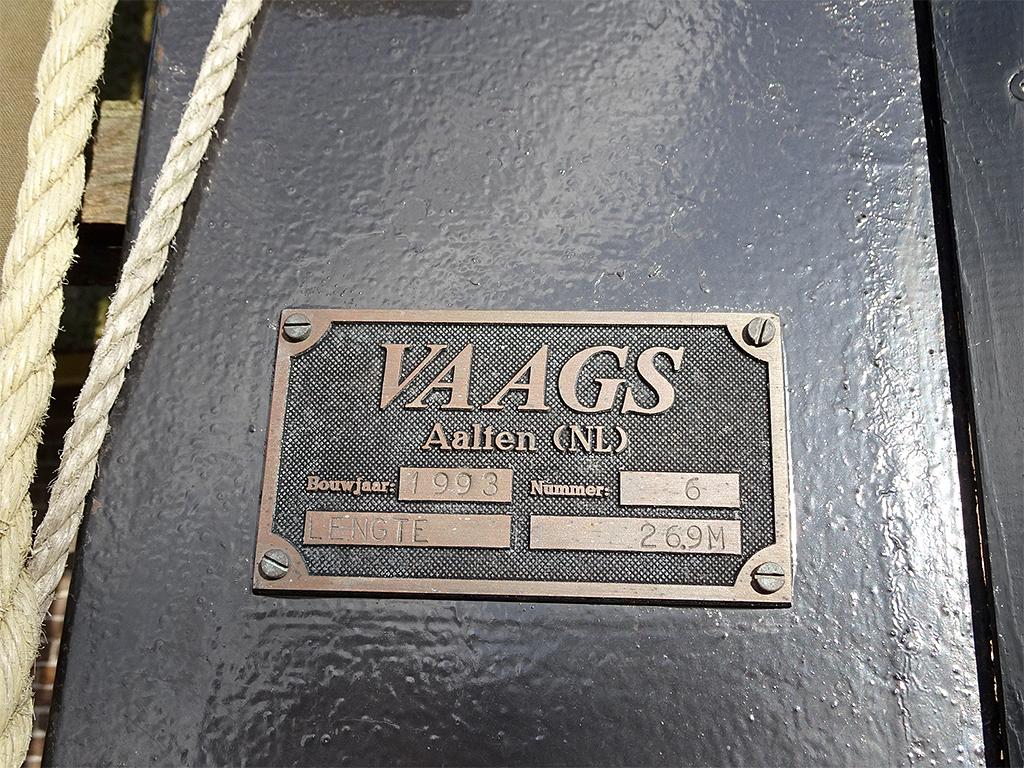 VAAGS
Aalten (NL)
Bouwjaar: 1993 Nummer: 6
LENGTE 26.9M